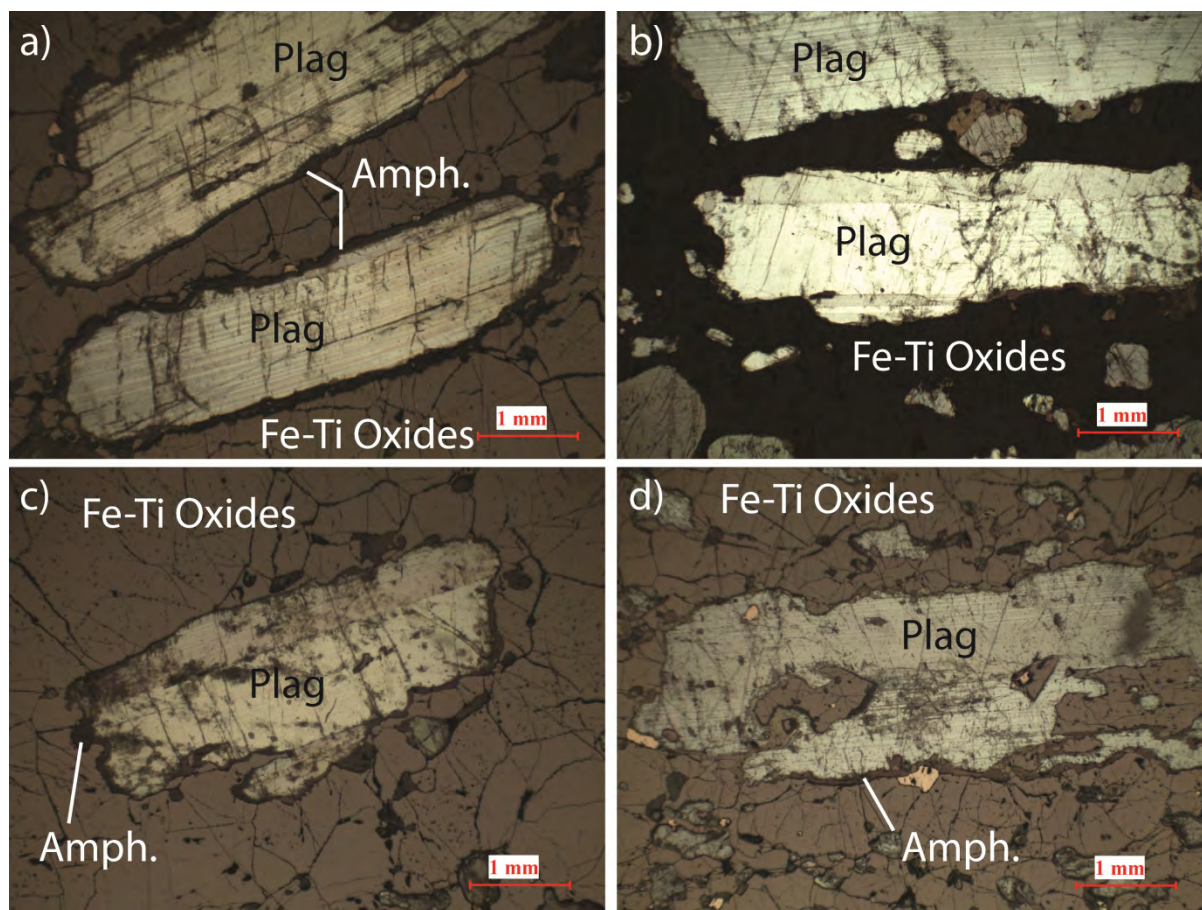 a)
Plag
Amph.
Plag
Fe-Ti Oxides
1 mm
b)
Plag
Plag
Fe-Ti Oxides
1 mm
c)
Fe-Ti Oxides
Plag
Amph.
1 mm
d)
Fe-Ti Oxides
Plag
Amph.
1 mm